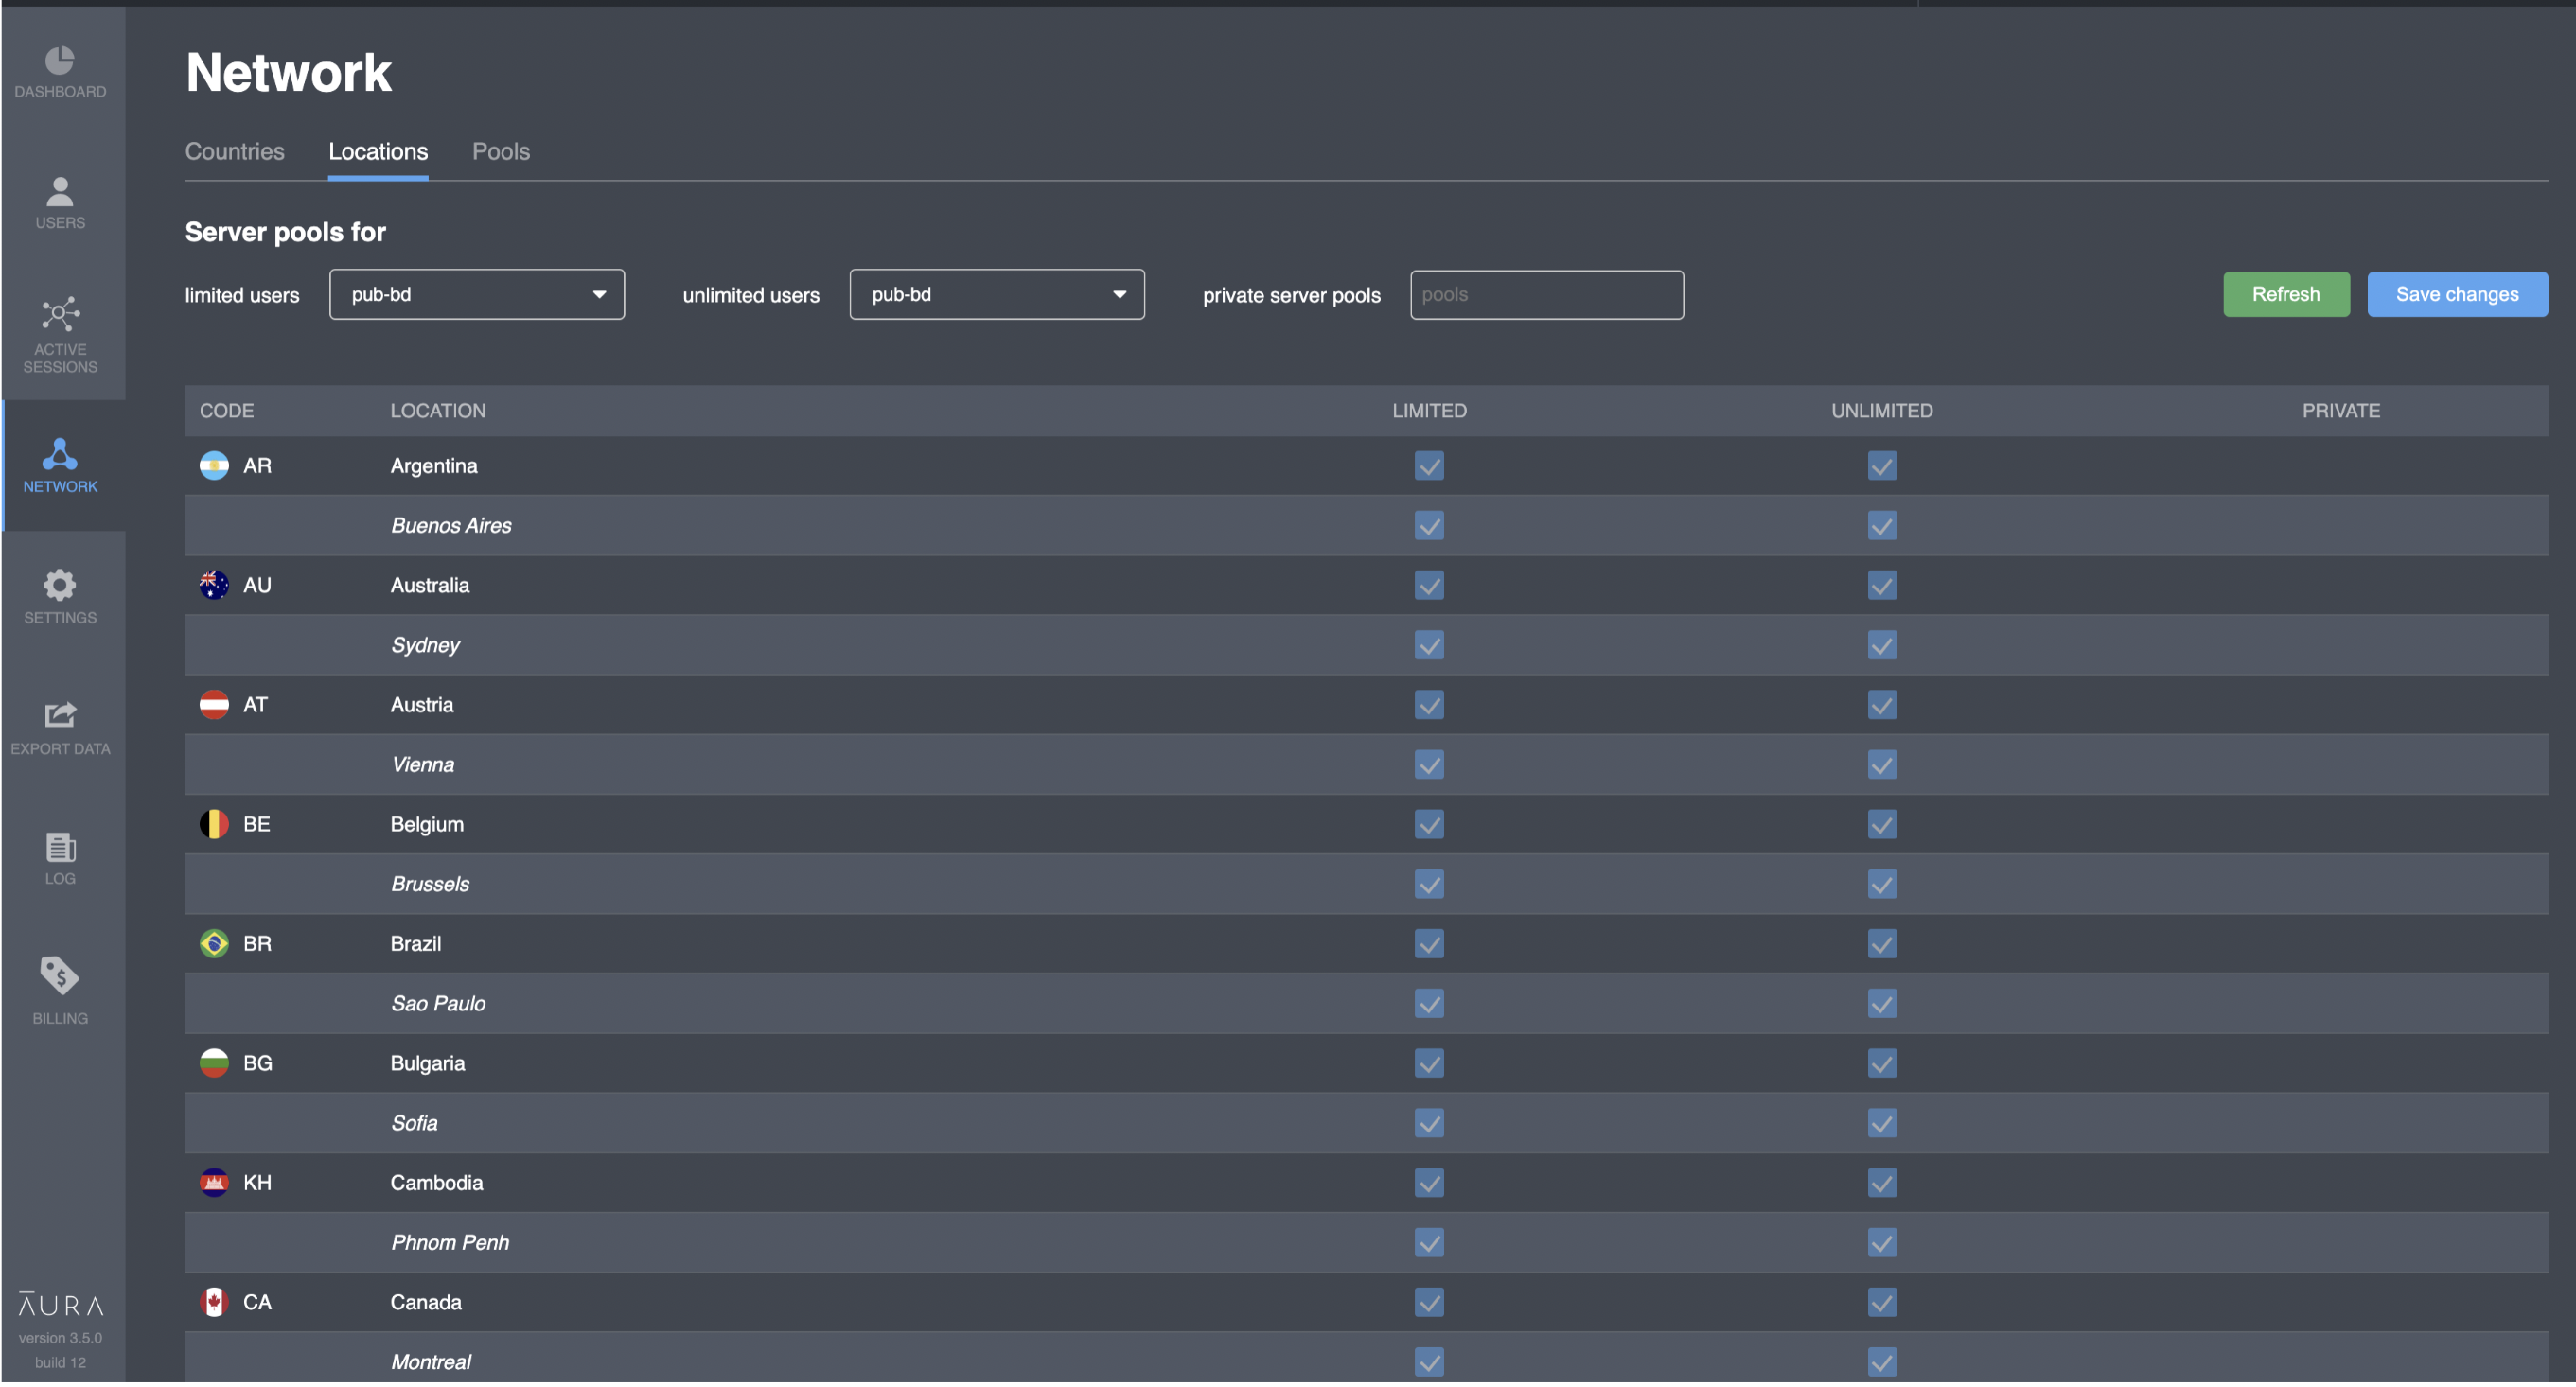 Network
DASHBOARD
Countries Locations Pools
USERS
Server pools for
limited users pub-bd unlimited users pub-bd private server pools pools Refresh Save changes
ACTIVE
SESSIONS
CODE LOCATION LIMITED UNLIMITED PRIVATE
AR Argentina
NETWORK
Buenos Aires
AU Australia
SETTINGS
Sydney
AT Austria
EXPORT DATA
Vienna
BE Belgium
LOG
Brussels
BR Brazil
$
Sao Paulo
BILLING
BG Bulgaria
Sofia
KH Cambodia
Phnom Penh
CA Canada
AURA
version 3.5.0
Montreal
build 12